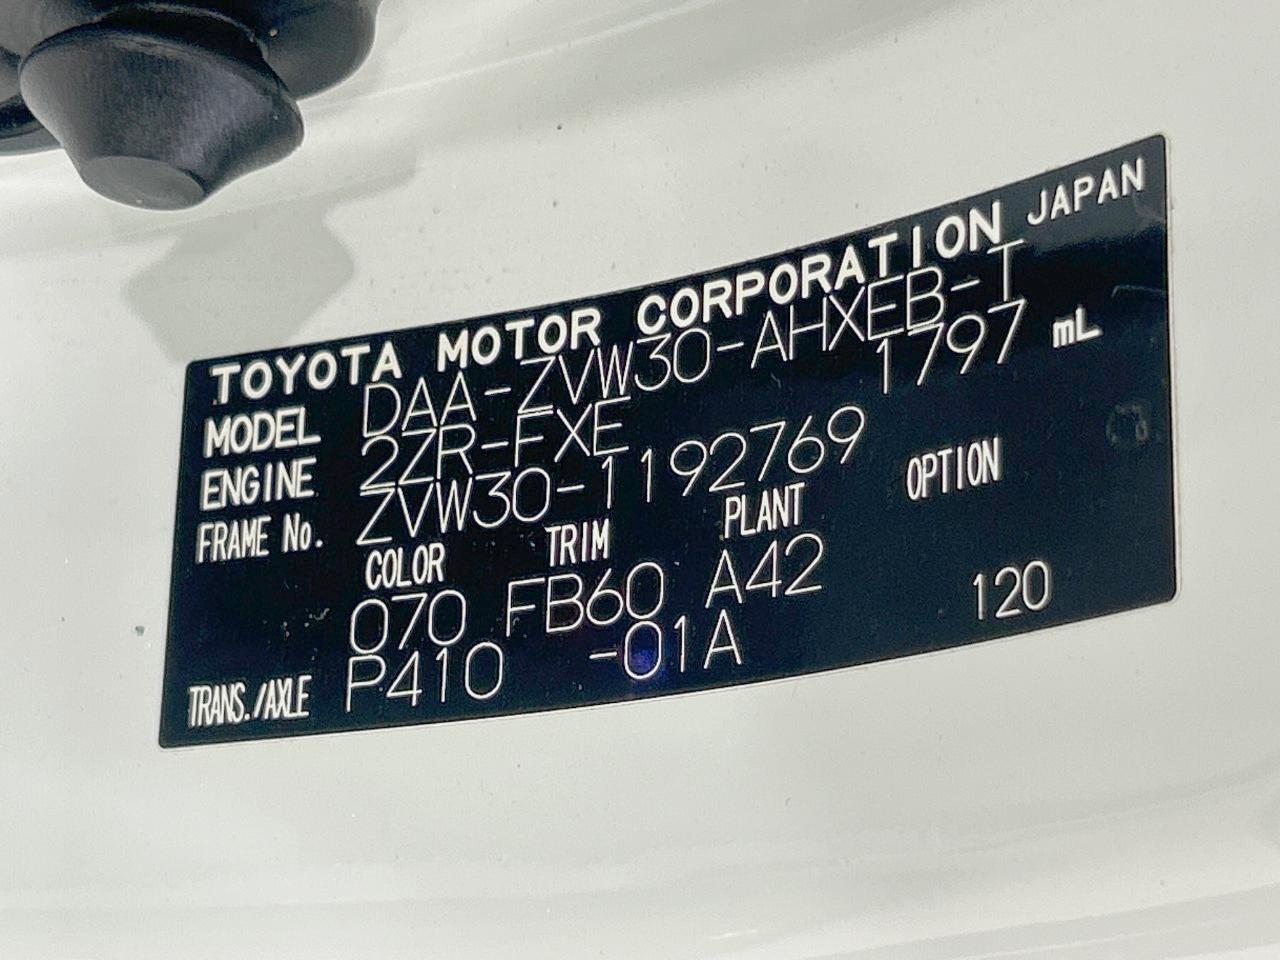 TOYOTA MOTOR CORPORATION JAPAN
MODEL DAA-ZVW30-AHXEB-T
ENGINE 2ZR-FXE 1797 mL
FRAME No. ZVW30-1192769
COLOR TRIM PLANT OPTION
070 FB60 A42
TRANS./AXLE P410 -01A 120